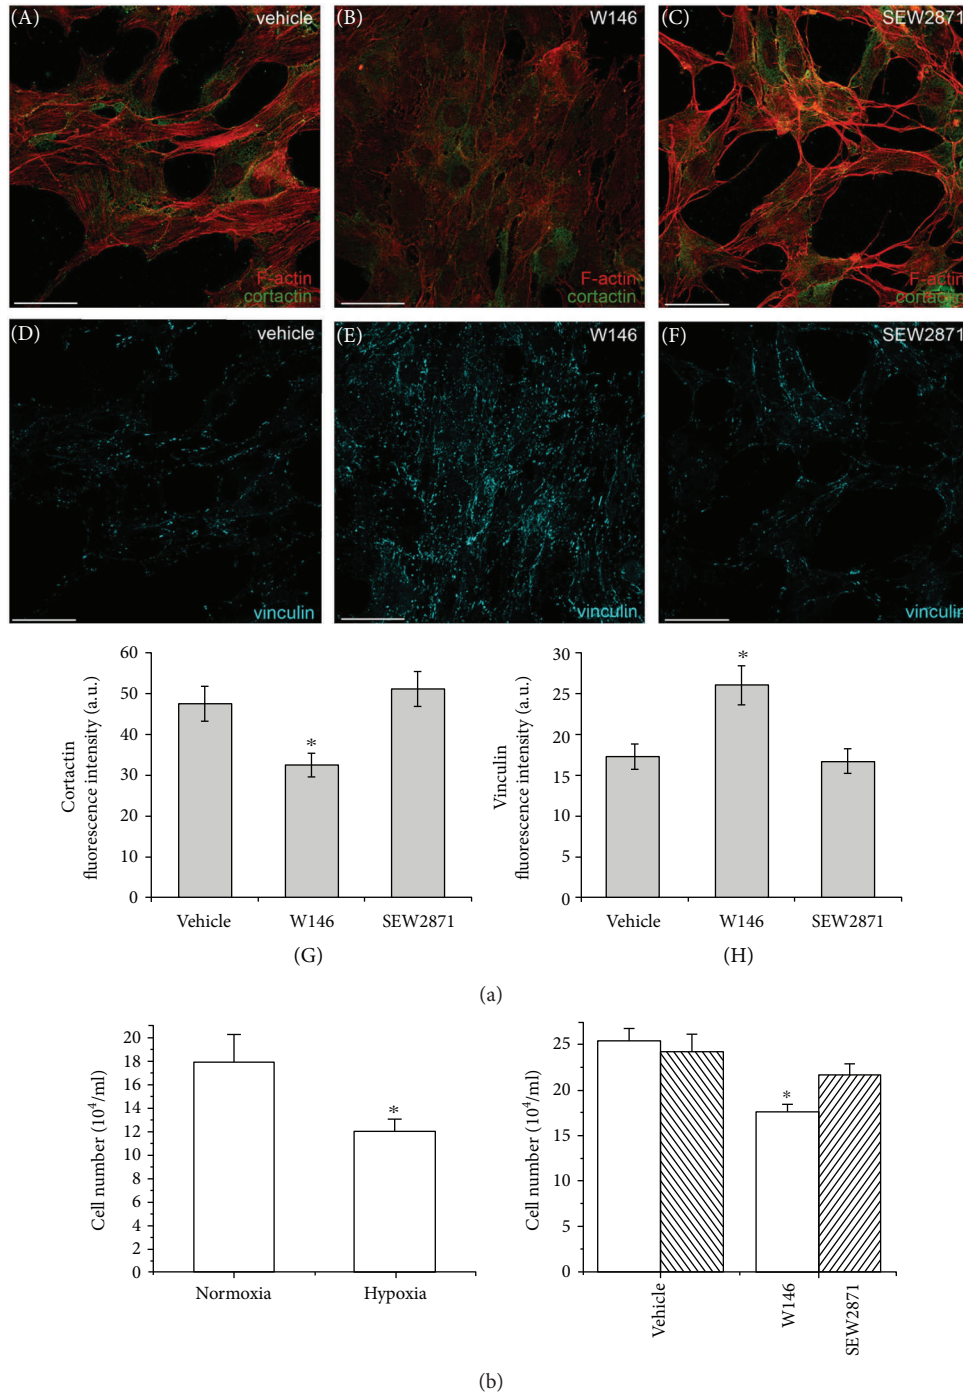 (A) vehicle
F-actin
cortactin
(B) W146
F-actin
cortactin
(C) SEW2871
F-actin
cortactin
(D) vehicle
vinculin
(E) W146
vinculin
(F) SEW2871
vinculin
Cortactin
fluorescence intensity (a.u.)
60
50
40
30
20
10
0
*
Vehicle W146 SEW2871
(G)
Vinculin
fluorescence intensity (a.u.)
30
25
20
15
10
5
0
*
Vehicle W146 SEW2871
(H)
(a)
Cell number (10⁴/ml)
20
18
16
14
12
10
8
6
4
2
0
*
Normoxia Hypoxia
Cell number (10⁴/ml)
25
20
15
10
5
0
*
Vehicle
W146
SEW2871
(b)